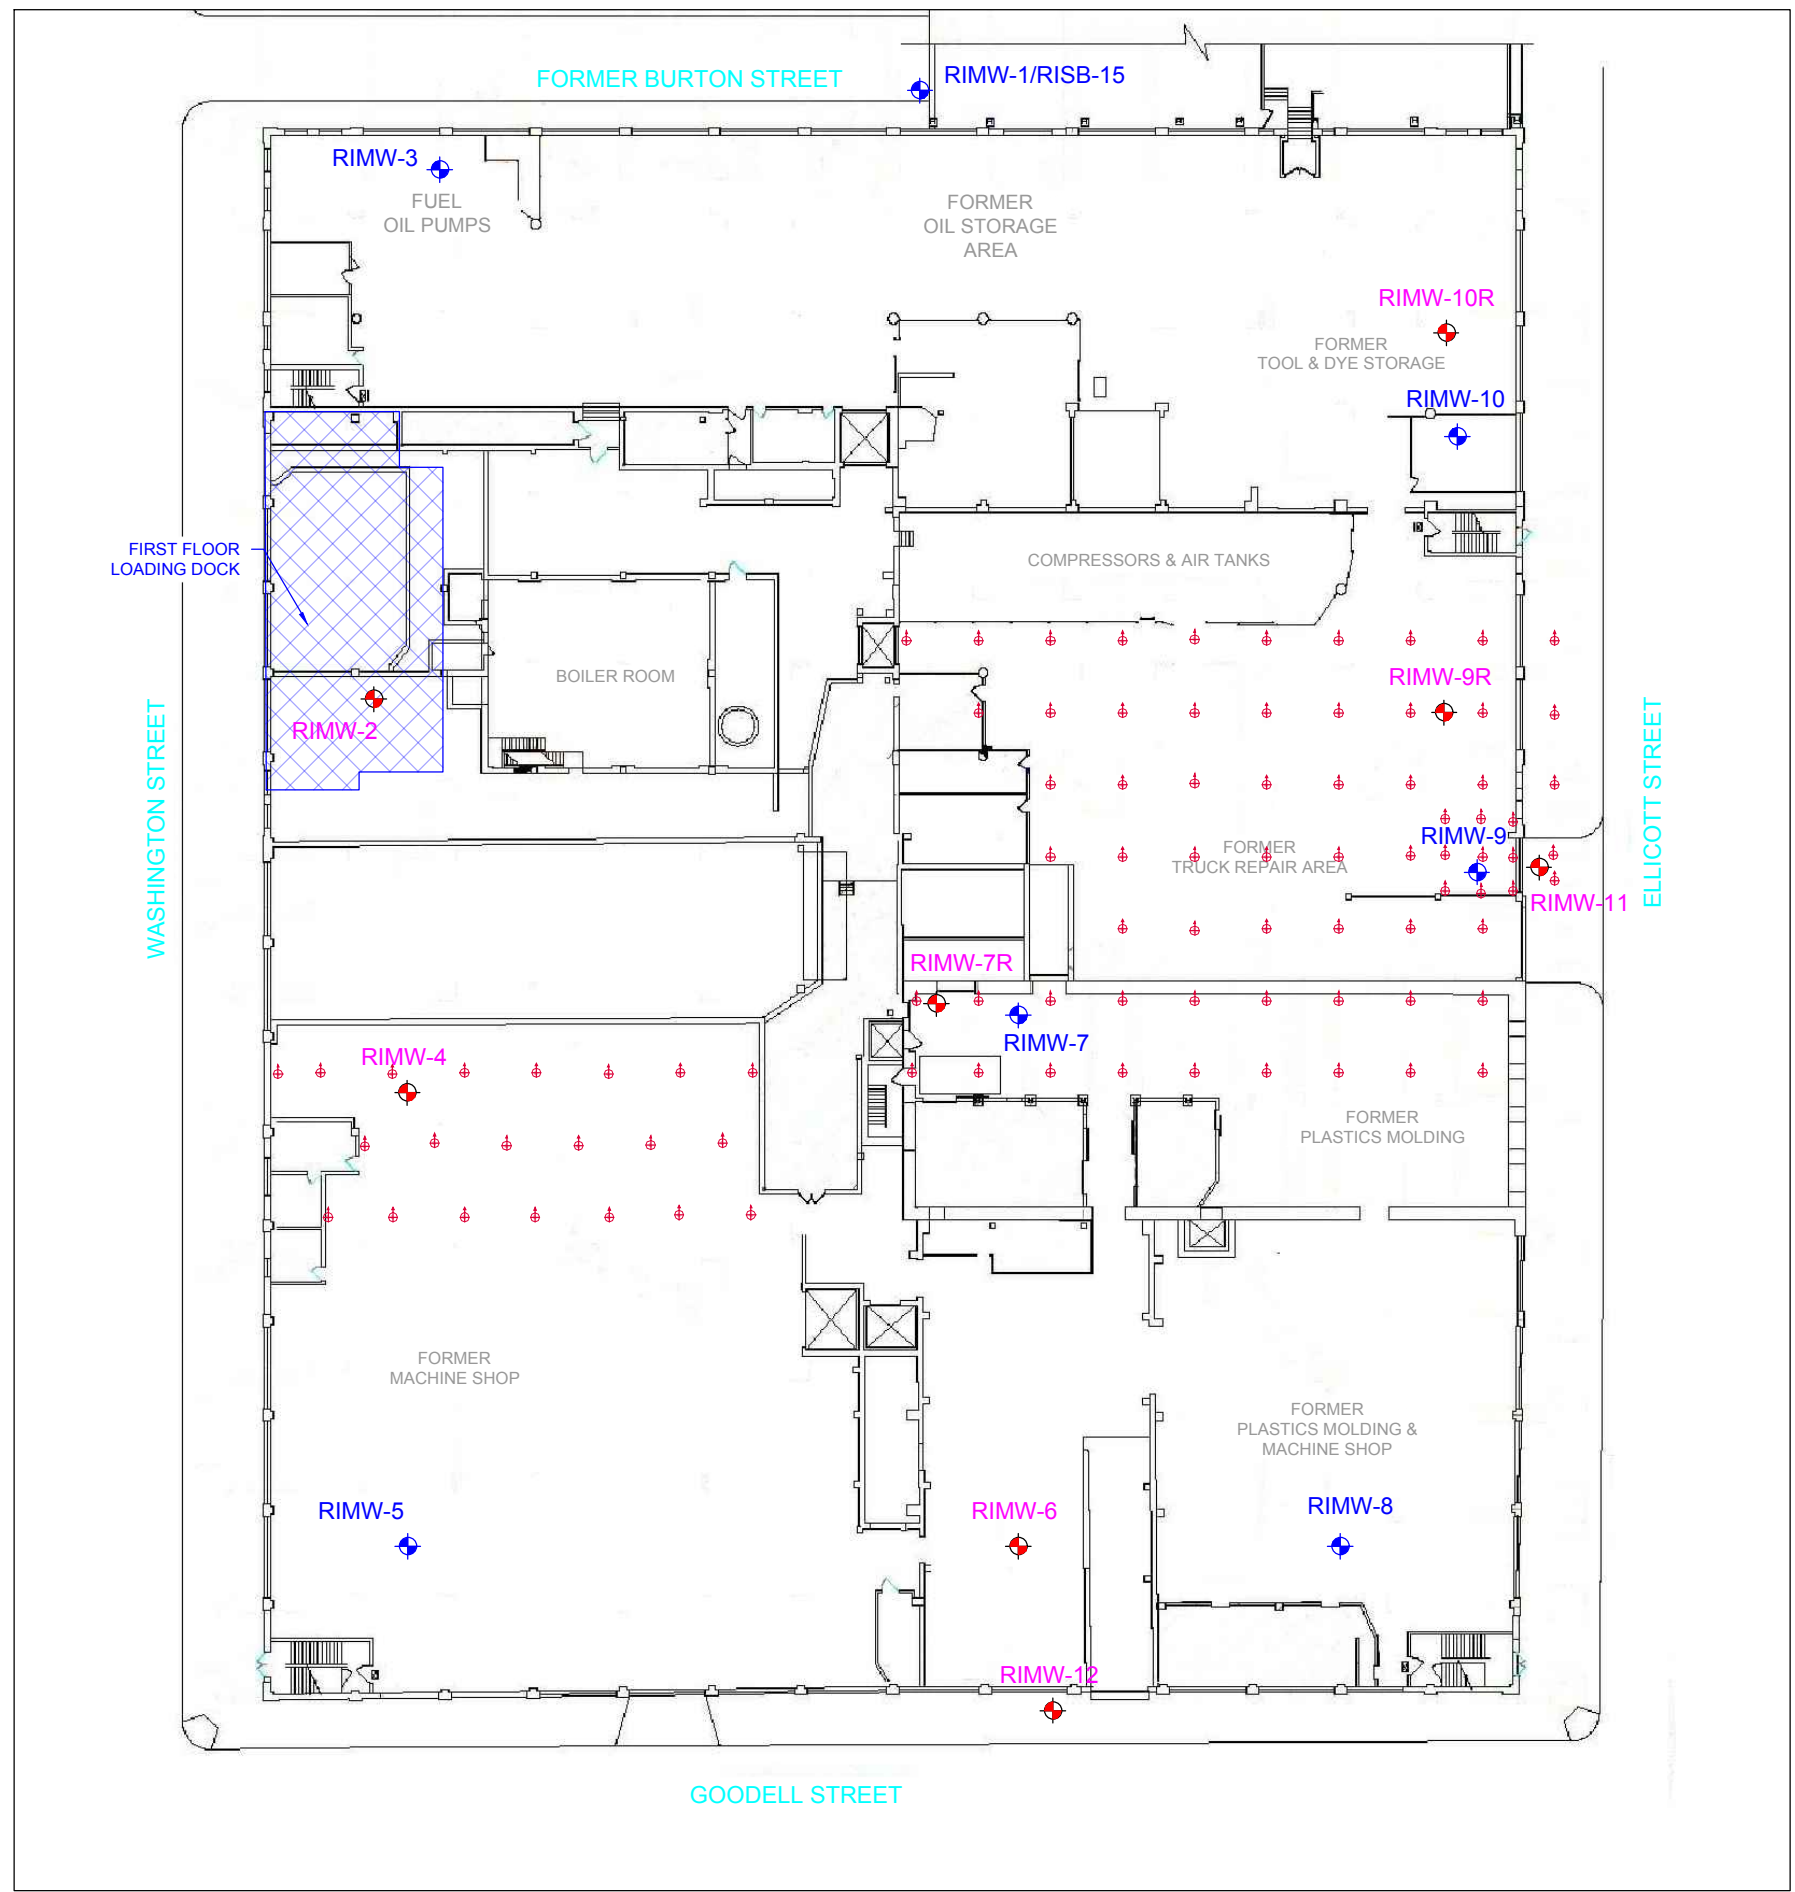 FORMER BURTON STREET
RIMW-1/RISB-15
RIMW-3
FUEL
OIL PUMPS
FORMER
OIL STORAGE
AREA
RIMW-10R
FORMER
TOOL & DYE STORAGE
RIMW-10
FIRST FLOOR
LOADING DOCK
COMPRESSORS & AIR TANKS
BOILER ROOM
RIMW-9R
RIMW-2
WASHINGTON STREET
ELLICOTT STREET
RIMW-9
FORMER
TRUCK REPAIR AREA
RIMW-11
RIMW-7R
RIMW-7
RIMW-4
FORMER
PLASTICS MOLDING
FORMER
MACHINE SHOP
FORMER
PLASTICS MOLDING &
MACHINE SHOP
RIMW-5
RIMW-6
RIMW-8
RIMW-12
GOODELL STREET